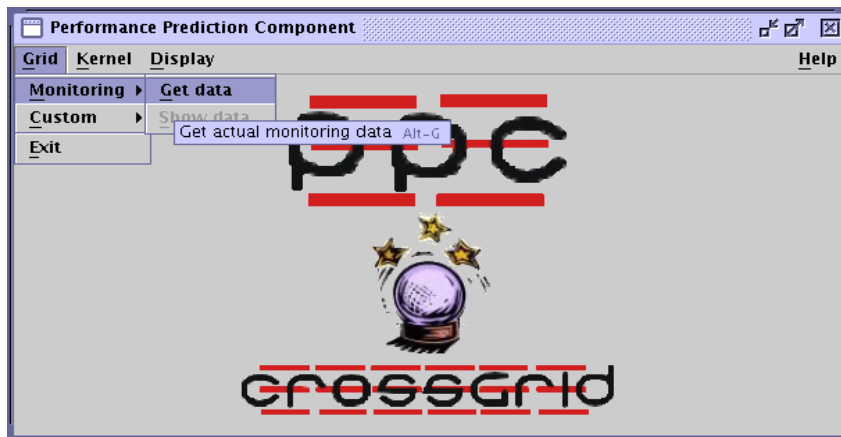 Performance Prediction Component
Grid Kernel Display Help
Monitoring Get data
Custom Show data
Get actual monitoring data Alt-G
Exit
ppc
crossGrid